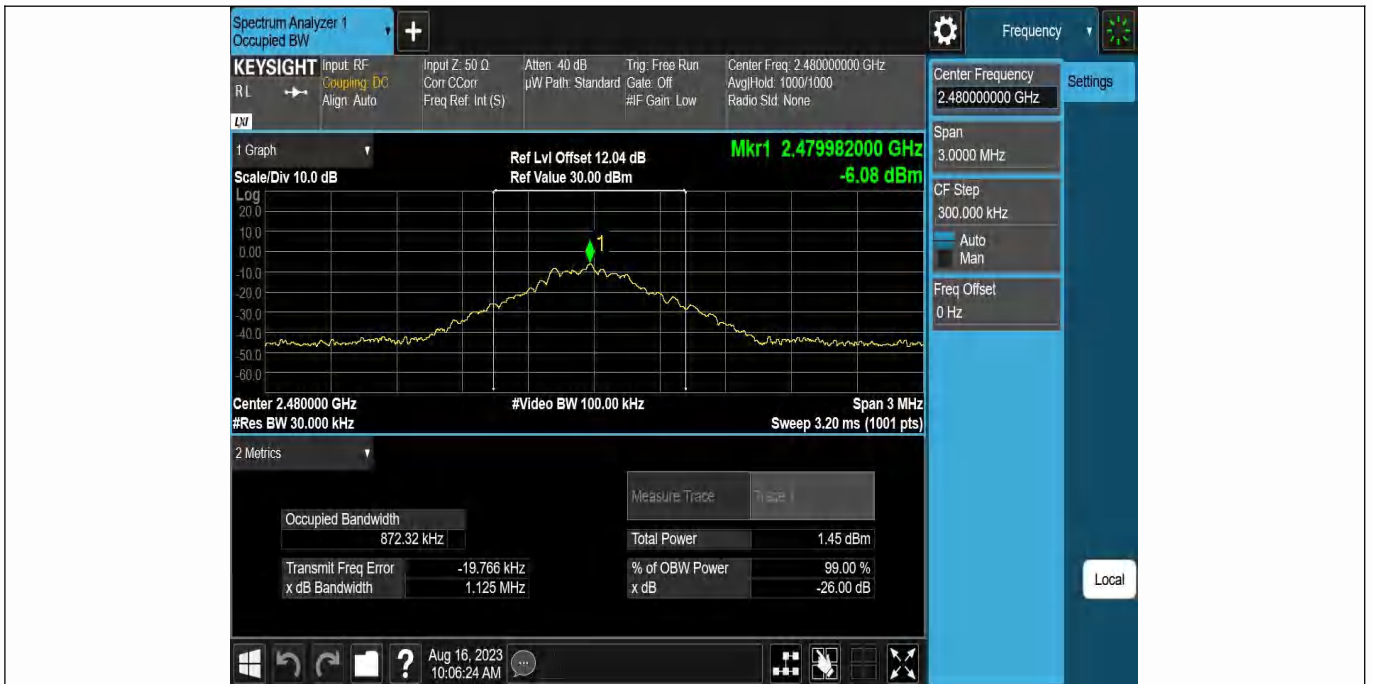 Spectrum Analyzer 1
Occupied BW
Frequency
KEYSIGHT
R L
LXI
Input: RF
Coupling: DC
Align: Auto
Input Z: 50 Ω
Corr CCorr
Freq Ref: Int (S)
Atten: 40 dB
µW Path: Standard
Trig: Free Run
Gate: Off
#IF Gain: Low
Center Freq: 2.480000000 GHz
Avg|Hold: 1000/1000
Radio Std: None
Center Frequency
2.480000000 GHz
Settings
Span
3.0000 MHz
CF Step
300.000 kHz
Auto
Man
Freq Offset
0 Hz
Local
1 Graph
Scale/Div 10.0 dB
Ref Lvl Offset 12.04 dB
Ref Value 30.00 dBm
Mkr1 2.479982000 GHz
-6.08 dBm
Log
20.0
10.0
0.00
-10.0
-20.0
-30.0
-40.0
-50.0
-60.0
1
Center 2.480000 GHz
#Video BW 100.00 kHz
Span 3 MHz
#Res BW 30.000 kHz
Sweep 3.20 ms (1001 pts)
2 Metrics
Measure Trace
Trace 1
Occupied Bandwidth
872.32 kHz
Total Power
1.45 dBm
Transmit Freq Error
-19.766 kHz
% of OBW Power
99.00 %
x dB Bandwidth
1.125 MHz
x dB
-26.00 dB
?
Aug 16, 2023
10:06:24 AM